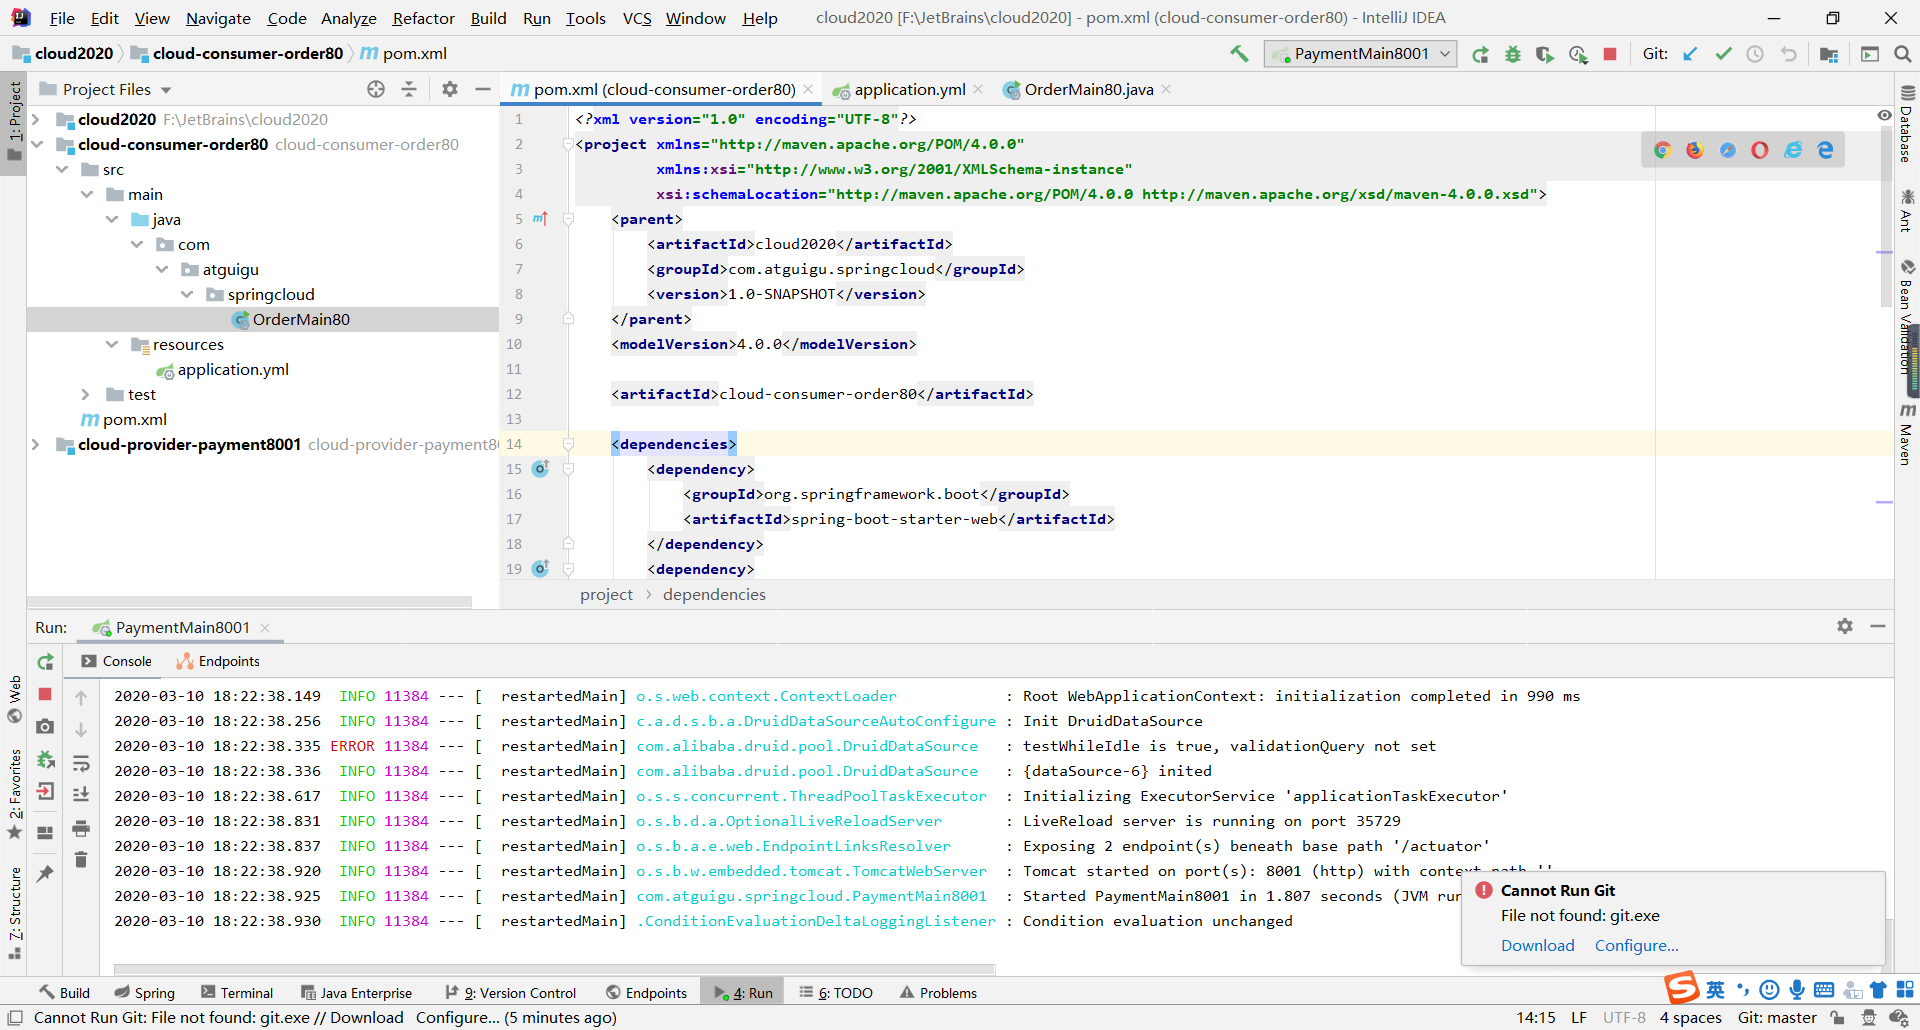 File Edit View Navigate Code Analyze Refactor Build Run Tools VCS Window Help cloud2020 [F:\JetBrains\cloud2020] - pom.xml (cloud-consumer-order80) - IntelliJ IDEA
cloud2020 cloud-consumer-order80 m pom.xml PaymentMain8001 Git:
Project Files
pom.xml (cloud-consumer-order80) application.yml OrderMain80.java
1: Project
cloud2020 F:\JetBrains\cloud2020
cloud-consumer-order80 cloud-consumer-order80
src
main
java
com
atguigu
springcloud
OrderMain80
resources
application.yml
test
pom.xml
cloud-provider-payment8001 cloud-provider-payment8
1 <?xml version="1.0" encoding="UTF-8"?>
2 <project xmlns="http://maven.apache.org/POM/4.0.0"
3 xmlns:xsi="http://www.w3.org/2001/XMLSchema-instance"
4 xsi:schemaLocation="http://maven.apache.org/POM/4.0.0 http://maven.apache.org/xsd/maven-4.0.0.xsd">
5 <parent>
6 <artifactId>cloud2020</artifactId>
7 <groupId>com.atguigu.springcloud</groupId>
8 <version>1.0-SNAPSHOT</version>
9 </parent>
10 <modelVersion>4.0.0</modelVersion>
11
12 <artifactId>cloud-consumer-order80</artifactId>
13
14 <dependencies>
15 <dependency>
16 <groupId>org.springframework.boot</groupId>
17 <artifactId>spring-boot-starter-web</artifactId>
18 </dependency>
19 <dependency>
project › dependencies
Database
Ant
Bean Validation
Maven
Run: PaymentMain8001
Console Endpoints
2020-03-10 18:22:38.149 INFO 11384 --- [ restartedMain] o.s.web.context.ContextLoader : Root WebApplicationContext: initialization completed in 990 ms
2020-03-10 18:22:38.256 INFO 11384 --- [ restartedMain] c.a.d.s.b.a.DruidDataSourceAutoConfigure : Init DruidDataSource
2020-03-10 18:22:38.335 ERROR 11384 --- [ restartedMain] com.alibaba.druid.pool.DruidDataSource : testWhileIdle is true, validationQuery not set
2020-03-10 18:22:38.336 INFO 11384 --- [ restartedMain] com.alibaba.druid.pool.DruidDataSource : {dataSource-6} inited
2020-03-10 18:22:38.617 INFO 11384 --- [ restartedMain] o.s.s.concurrent.ThreadPoolTaskExecutor : Initializing ExecutorService 'applicationTaskExecutor'
2020-03-10 18:22:38.831 INFO 11384 --- [ restartedMain] o.s.b.d.a.OptionalLiveReloadServer : LiveReload server is running on port 35729
2020-03-10 18:22:38.837 INFO 11384 --- [ restartedMain] o.s.b.a.e.web.EndpointLinksResolver : Exposing 2 endpoint(s) beneath base path '/actuator'
2020-03-10 18:22:38.920 INFO 11384 --- [ restartedMain] o.s.b.w.embedded.tomcat.TomcatWebServer : Tomcat started on port(s): 8001 (http) with context path ''
2020-03-10 18:22:38.925 INFO 11384 --- [ restartedMain] com.atguigu.springcloud.PaymentMain8001 : Started PaymentMain8001 in 1.807 seconds (JVM run
2020-03-10 18:22:38.930 INFO 11384 --- [ restartedMain] .ConditionEvaluationDeltaLoggingListener : Condition evaluation unchanged
Web
2: Favorites
7: Structure
Cannot Run Git
File not found: git.exe
Download Configure...
Build Spring Terminal Java Enterprise 9: Version Control Endpoints 4: Run 6: TODO Problems
S 英
Cannot Run Git: File not found: git.exe // Download Configure... (5 minutes ago) 14:15 LF UTF-8 4 spaces Git: master